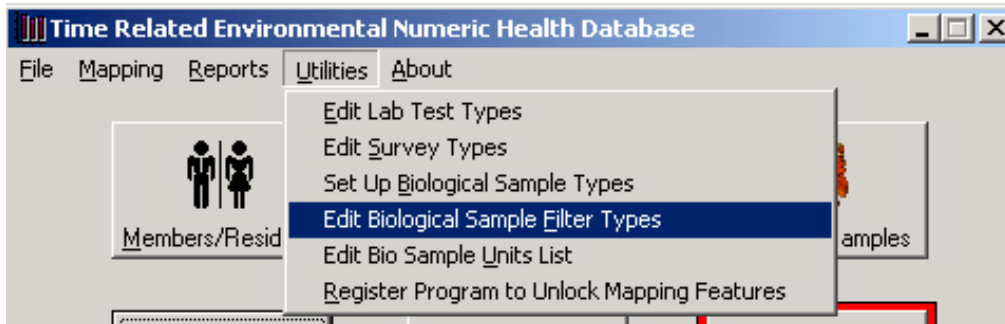 Time Related Environmental Numeric Health Database
File Mapping Reports Utilities About
Edit Lab Test Types
Edit Survey Types
Set Up Biological Sample Types
Edit Biological Sample Filter Types
Members/Resid
amples
Edit Bio Sample Units List
Register Program to Unlock Mapping Features